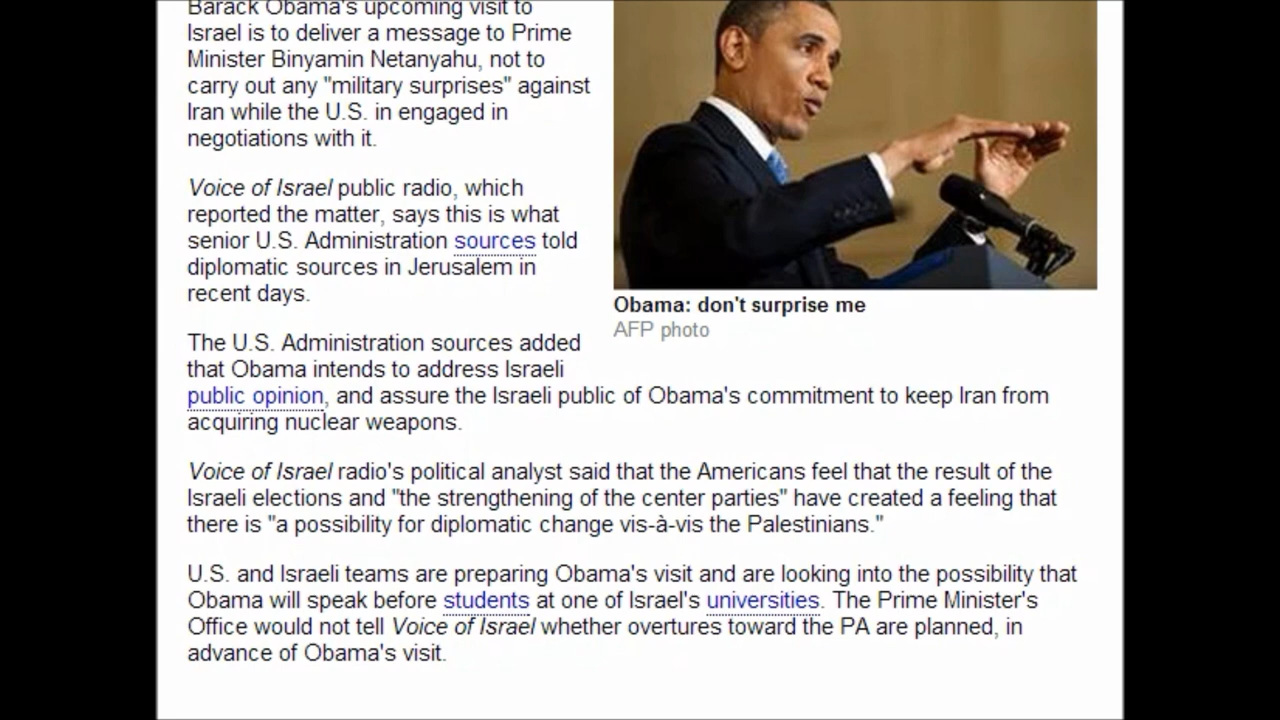 Barack Obama's upcoming visit to
Israel is to deliver a message to Prime
Minister Binyamin Netanyahu, not to
carry out any "military surprises" against
Iran while the U.S. in engaged in
negotiations with it.
Voice of Israel public radio, which
reported the matter, says this is what
senior U.S. Administration sources told
diplomatic sources in Jerusalem in
recent days.
Obama: don't surprise me
AFP photo
The U.S. Administration sources added
that Obama intends to address Israeli
public opinion, and assure the Israeli public of Obama's commitment to keep Iran from
acquiring nuclear weapons.
Voice of Israel radio's political analyst said that the Americans feel that the result of the
Israeli elections and "the strengthening of the center parties" have created a feeling that
there is "a possibility for diplomatic change vis-à-vis the Palestinians."
U.S. and Israeli teams are preparing Obama's visit and are looking into the possibility that
Obama will speak before students at one of Israel's universities. The Prime Minister's
Office would not tell Voice of Israel whether overtures toward the PA are planned, in
advance of Obama's visit.